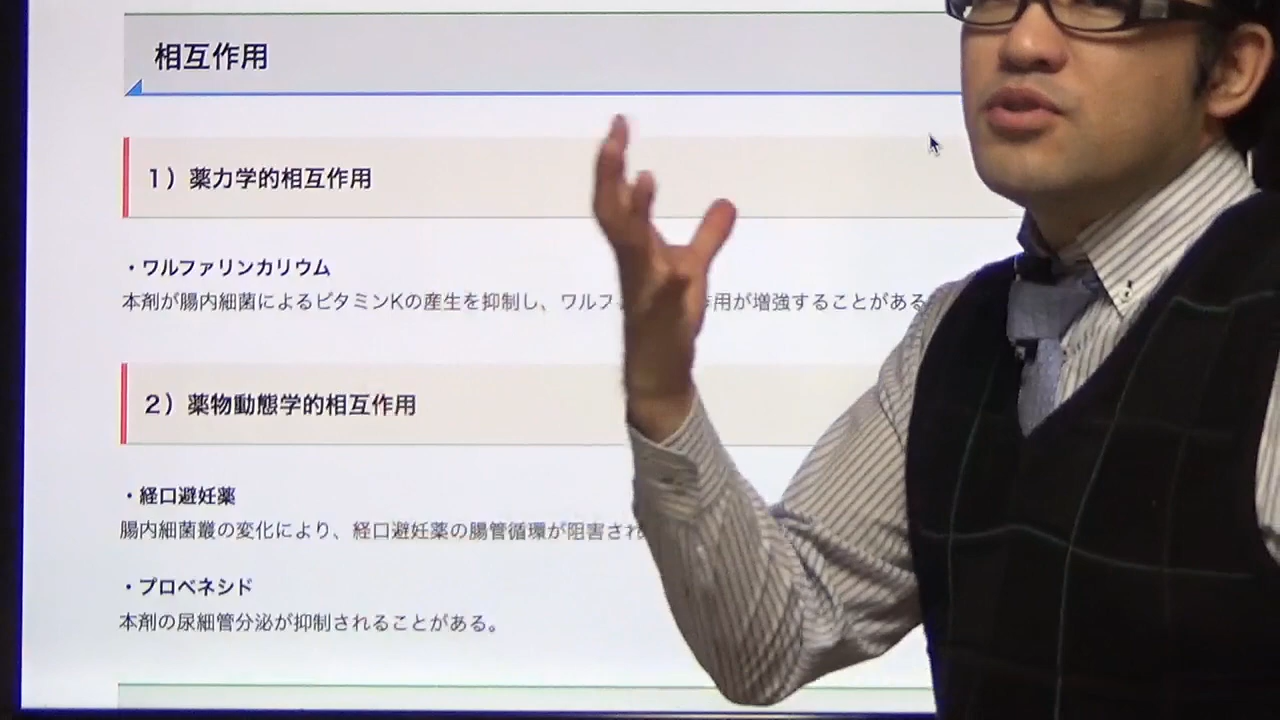 相互作用
1）薬力学的相互作用
・ワルファリンカリウム
本剤が腸内細菌によるビタミンKの産生を抑制し、ワルフ 作用が増強することがある
2）薬物動態学的相互作用
・経口避妊薬
腸内細菌叢の変化により、経口避妊薬の腸管循環が阻害され
・プロベネシド
本剤の尿細管分泌が抑制されることがある。